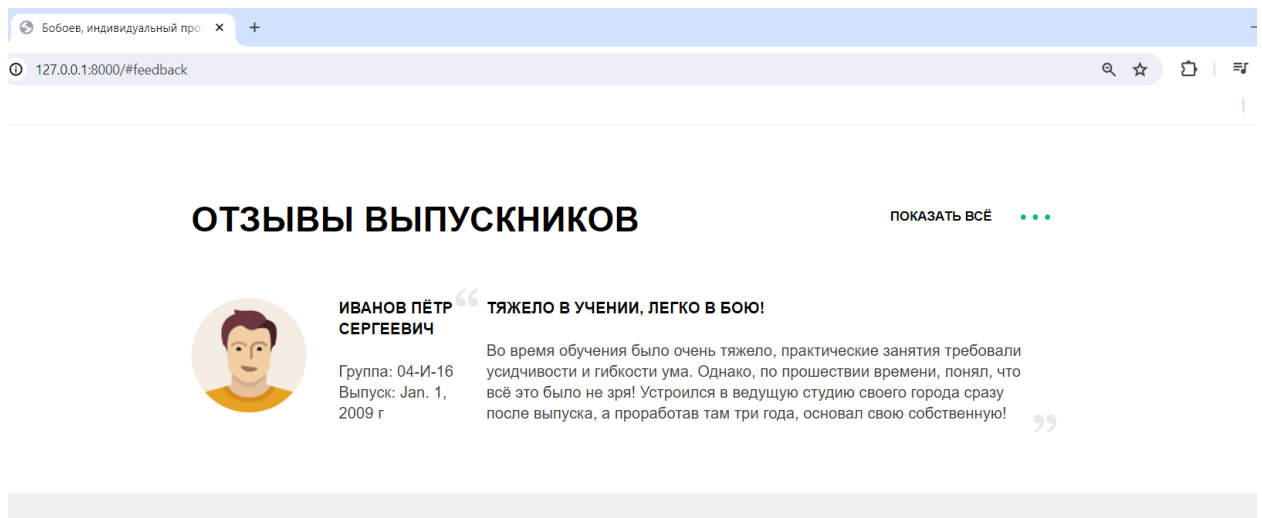 Бобоев, индивидуальный прое
127.0.0.1:8000/#feedback
ОТЗЫВЫ ВЫПУСКНИКОВ
ПОКАЗАТЬ ВСЁ
ИВАНОВ ПЁТР
СЕРГЕЕВИЧ
Группа: 04-И-16
Выпуск: Jan. 1,
2009 г
“
ТЯЖЕЛО В УЧЕНИИ, ЛЕГКО В БОЮ!
Во время обучения было очень тяжело, практические занятия требовали
усидчивости и гибкости ума. Однако, по прошествии времени, понял, что
всё это было не зря! Устроился в ведущую студию своего города сразу
после выпуска, а проработав там три года, основал свою собственную!
”